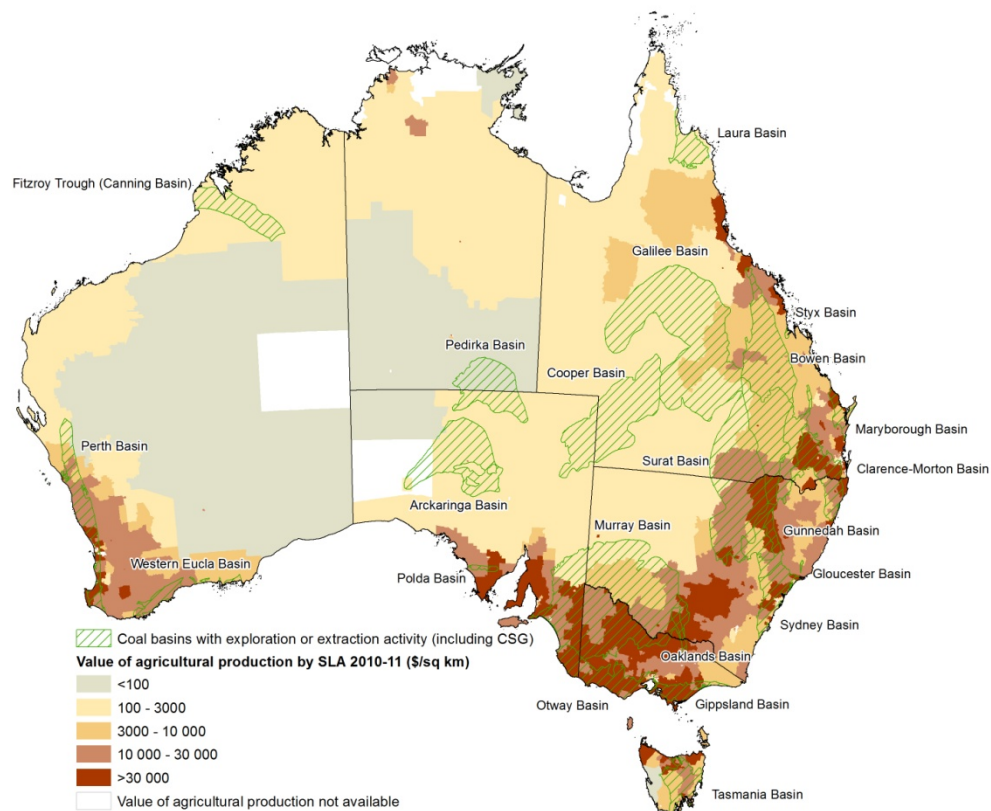 Laura Basin
Fitzroy Trough (Canning Basin)
Galilee Basin
Styx Basin
Pedirka Basin
Bowen Basin
Cooper Basin
Maryborough Basin
Perth Basin
Surat Basin
Clarence-Morton Basin
Arckaringa Basin
Murray Basin
Gunnedah Basin
Western Eucla Basin
Polda Basin
Gloucester Basin
Sydney Basin
Oaklands Basin
Otway Basin
Gippsland Basin
Tasmania Basin
Coal basins with exploration or extraction activity (including CSG)
Value of agricultural production by SLA 2010-11 ($/sq km)
<100
100 - 3000
3000 - 10 000
10 000 - 30 000
>30 000
Value of agricultural production not available